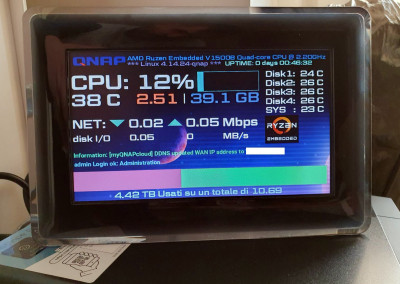 QNAP AMD Ryzen Embedded V1500B Quad-core CPU @ 2.20GHz
* Linux 4.14.24-qnap * UPTIME: 0 days 00:46:32
CPU: 12%
38 C 2.51 | 39.1 GB
Disk1: 24 C
Disk2: 26 C
Disk3: 26 C
Disk4: 26 C
SYS : 23 C
NET: 0.02 0.05 Mbps
disk I/O 0.05 0 MB/s
RYZEN
EMBEDDED
Information: [myQNAPcloud] DDNS updated WAN IP address to
admin Login ok: Administration
4.42 TB Usati su un totale di 10.69